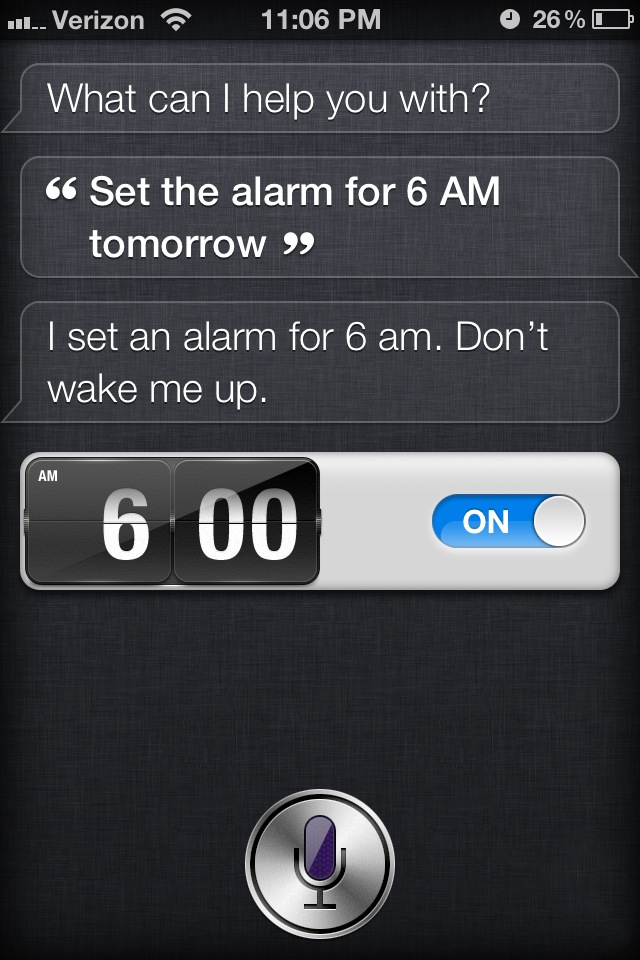 Verizon 11:06 PM 26%
What can I help you with?
“ Set the alarm for 6 AM
tomorrow ”
I set an alarm for 6 am. Don’t
wake me up.
AM
6 00 ON